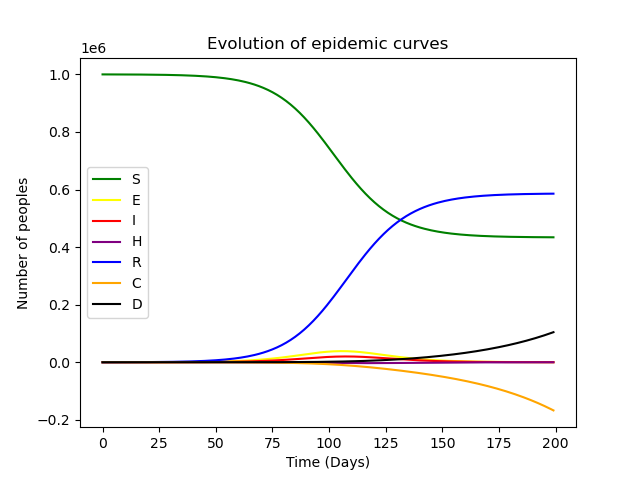 Evolution of epidemic curves
1e6
Number of peoples
1.0
0.8
0.6
0.4
0.2
0.0
−0.2
S
E
I
H
R
C
D
0 25 50 75 100 125 150 175 200
Time (Days)